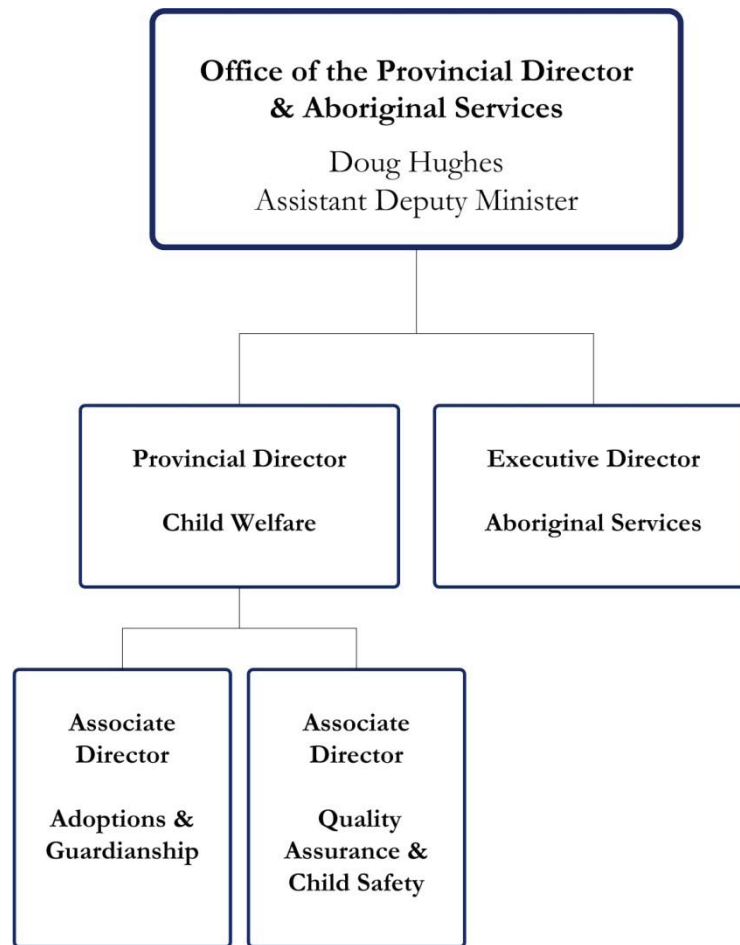 Office of the Provincial Director
& Aboriginal Services
Doug Hughes
Assistant Deputy Minister
Provincial Director
Child Welfare
Executive Director
Aboriginal Services
Associate
Director
Adoptions &
Guardianship
Associate
Director
Quality
Assurance &
Child Safety